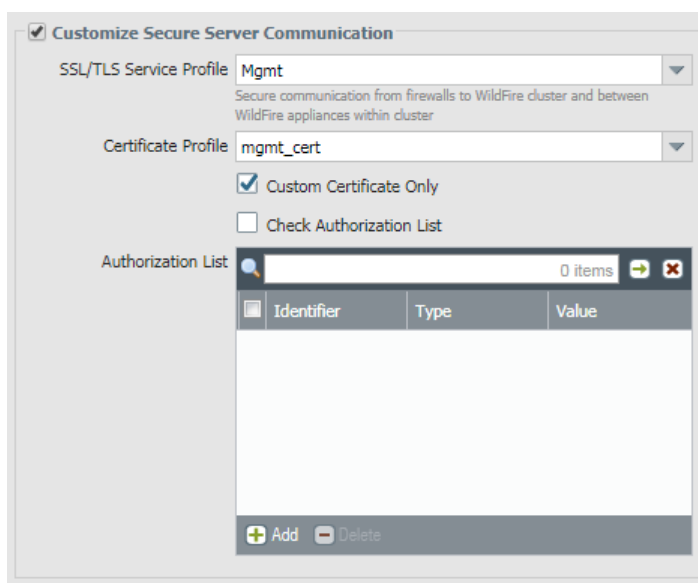 Customize Secure Server Communication
SSL/TLS Service Profile Mgmt
Secure communication from firewalls to WildFire cluster and between
WildFire appliances within cluster
Certificate Profile mgmt_cert
Custom Certificate Only
Check Authorization List
Authorization List 0 items
Identifier Type Value
Add Delete